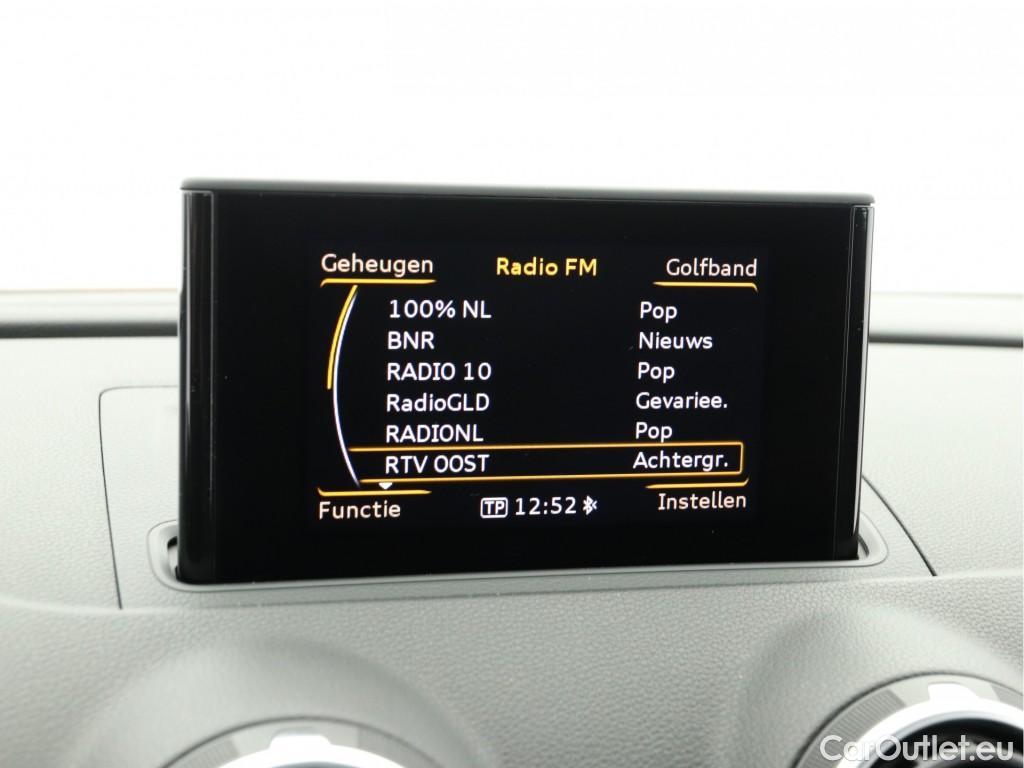 Geheugen Radio FM Golfband
100% NL Pop
BNR Nieuws
RADIO 10 Pop
RadioGLD Gevariee.
RADIONL Pop
RTV OOST Achtergr.
Functie TP 12:52 Instellen
CarOutlet.eu